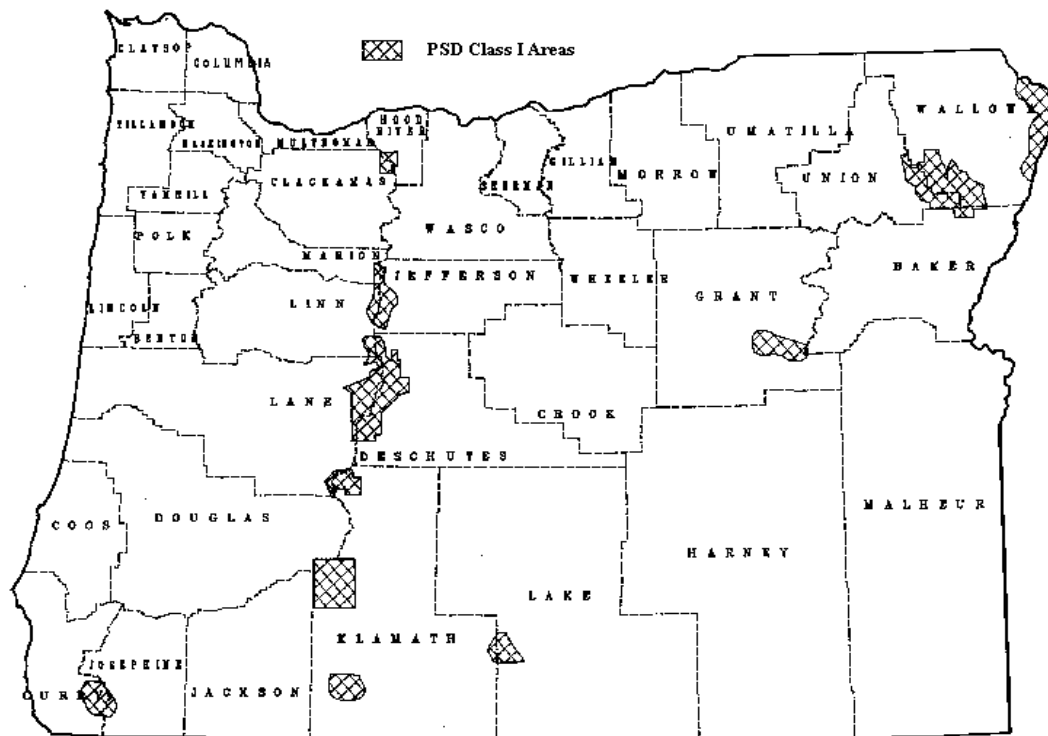 PSD Class I Areas
CLATSOP
COLUMBIA
TILLAMOOK
WASHINGTON
MULTNOMAH
HOOD
RIVER
WALLOWA
UMATILLA
YAMHILL
CLACKAMAS
SHERMAN
GILLIAM
MORROW
UNION
POLK
MARION
WASCO
JEFFERSON
WHEELER
GRANT
BAKER
LINCOLN
LINN
BENTON
LANE
CROOK
DESCHUTES
COOS
DOUGLAS
MALHEUR
HARNEY
LAKE
KLAMATH
JOSEPHINE
CURRY
JACKSON